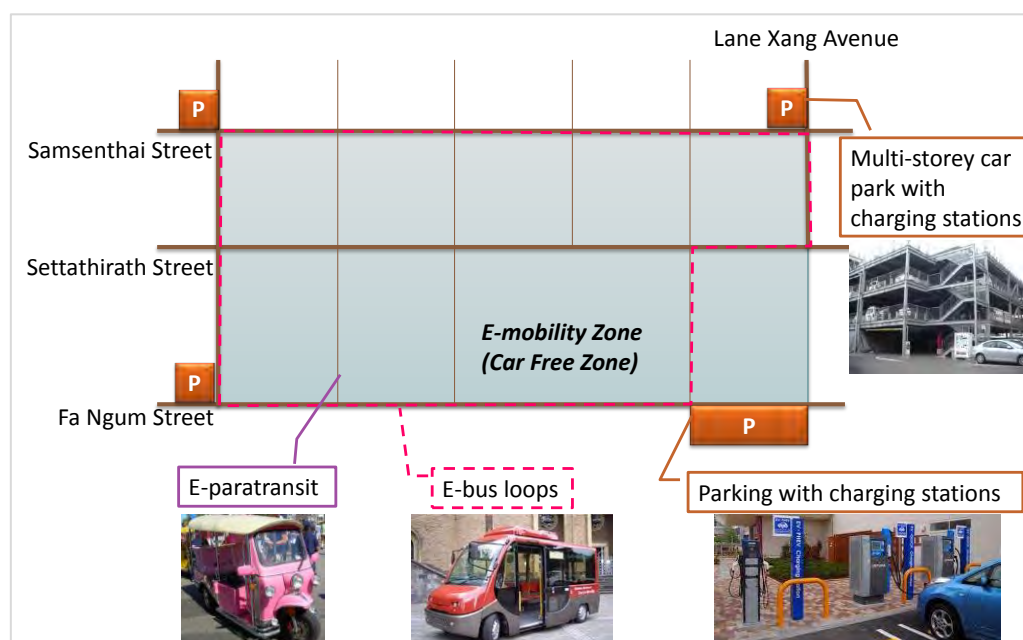 Lane Xang Avenue
P
P
Samsenthai Street
Multi-storey car
park with
charging stations
Settathirath Street
E-mobility Zone
(Car Free Zone)
P
Fa Ngum Street
P
E-paratransit
E-bus loops
Parking with charging stations